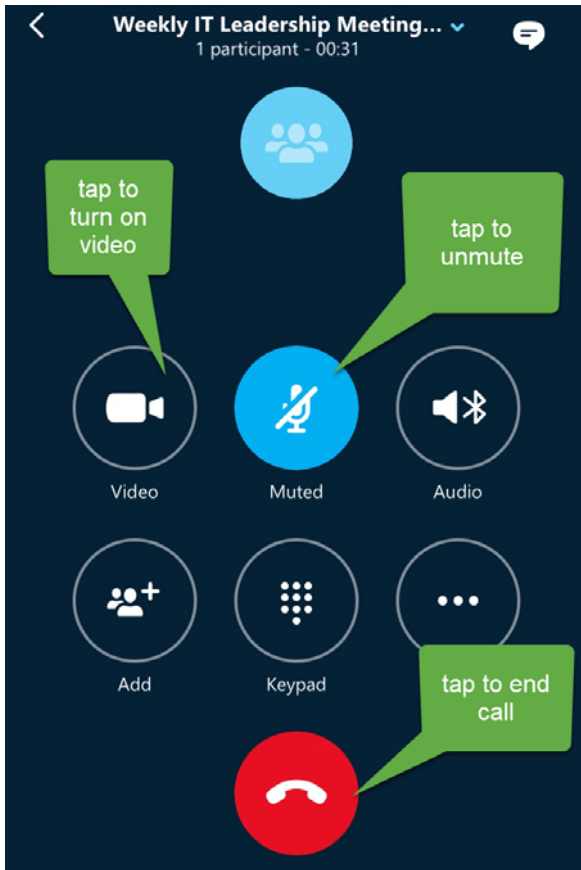 Weekly IT Leadership Meeting...
1 participant - 00:31
tap to
turn on
video
tap to
unmute
Video
Muted
Audio
Add
Keypad
tap to end
call